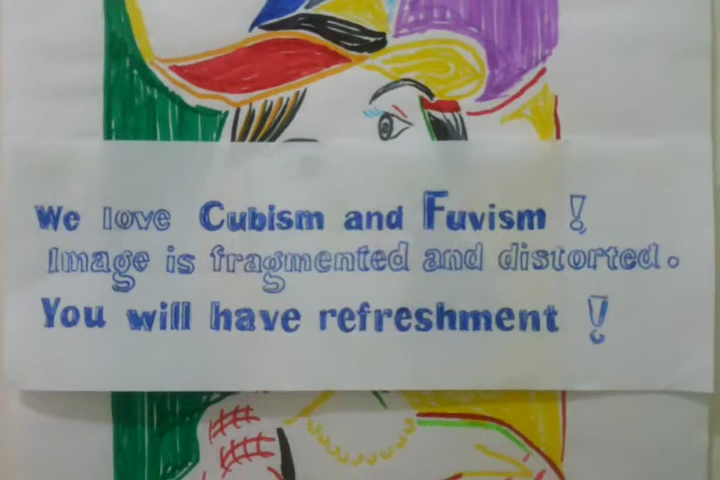 We love Cubism and Fuvism !
Image is fragmented and distorted.
You will have refreshment !